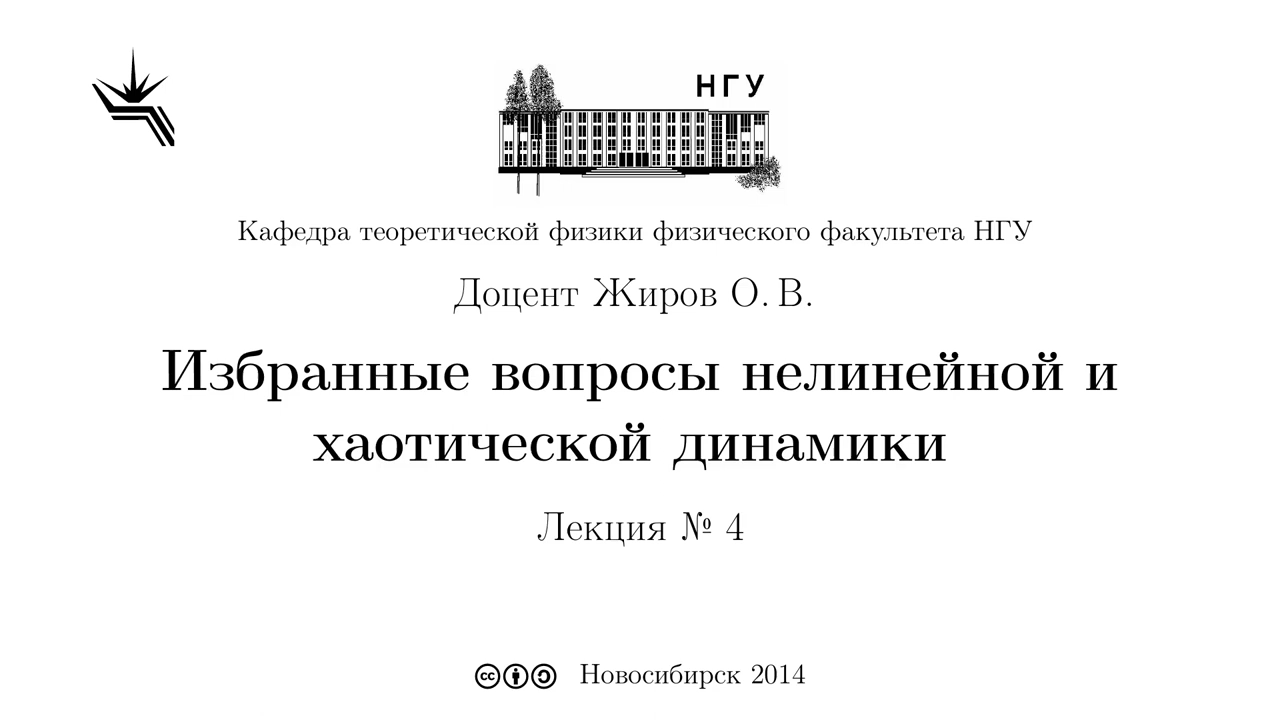 НГУ
Кафедра теоретической физики физического факультета НГУ
Доцент Жиров О. В.
Избранные вопросы нелинейной и
хаотической динамики
Лекция № 4
cc Новосибирск 2014